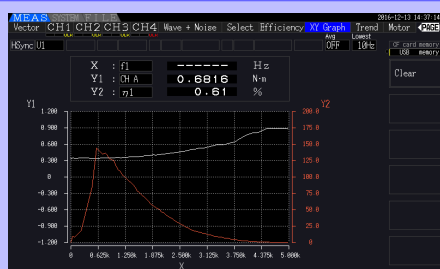 MEAS SYSTEM FILE 2016-12-13 14:37:14
Vector CH1 CH2 CH3 CH4 Wave + Noise Select Efficiency XY Graph Trend Motor PAGE
Avg Lowest
HSync U1 OFF 10Hz
CF card memory
USB memory
X : f1 ------ Hz
Y1 : CH A 0.6816 N·m
Y2 : η1 0.61 %
Clear
Y1 Y2
1.200 200.0
0.900 175.0
0.600 150.0
0.300 125.0
0 100.0
-0.300 75.0
-0.600 50.0
-0.900 25.0
-1.200 0
0 0.625k 1.250k 1.875k 2.500k 3.125k 3.750k 4.375k 5.000k
X